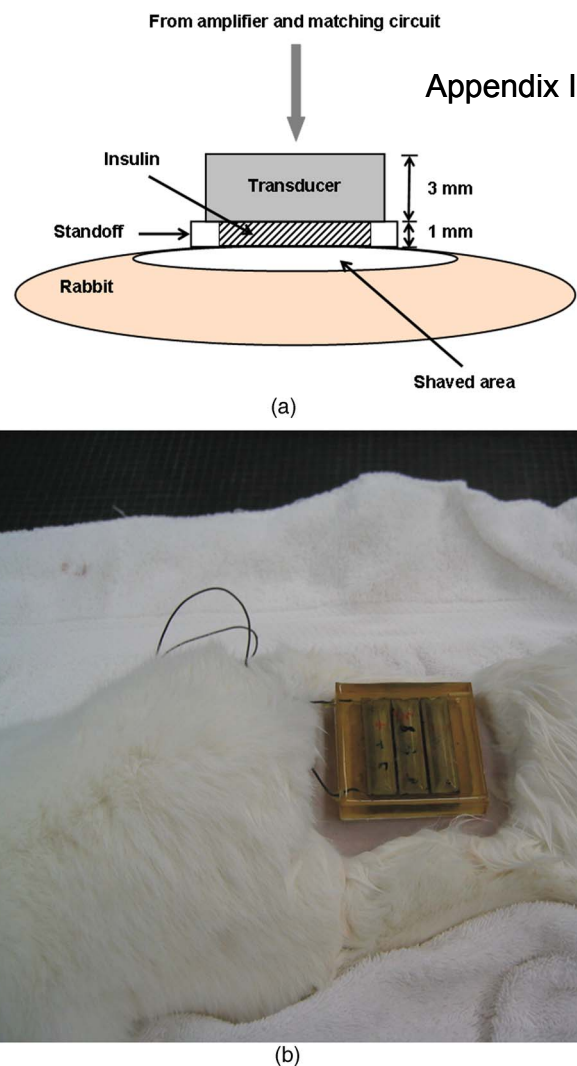 From amplifier and matching circuit
Appendix I
Insulin
Transducer
3 mm
Standoff
1 mm
Rabbit
Shaved area
(a)
(b)